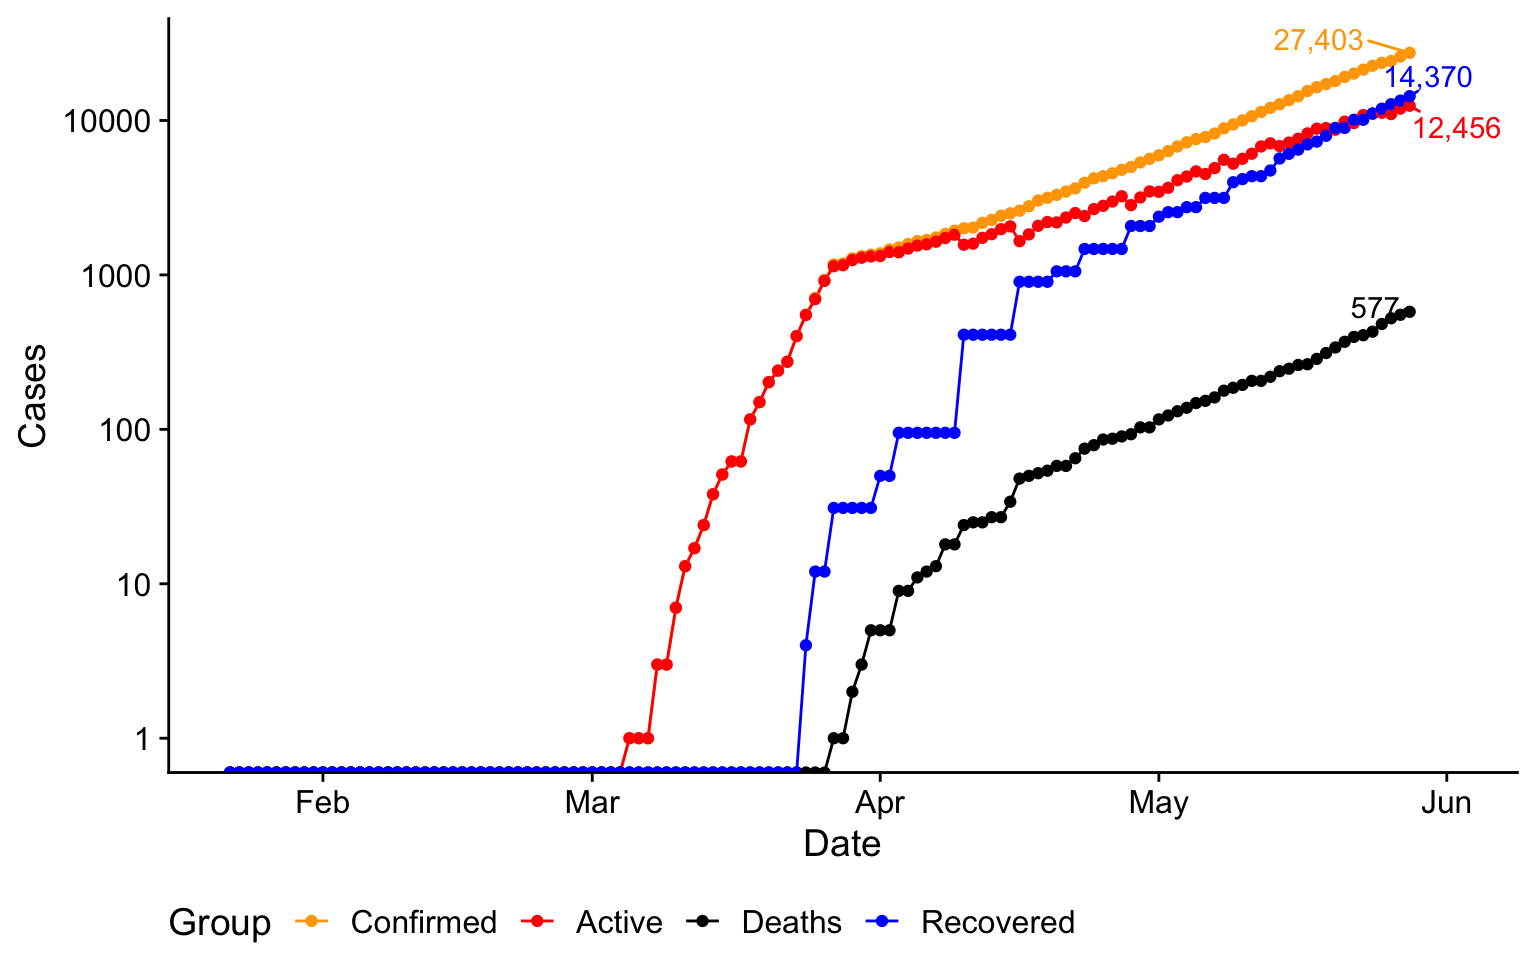 27,403
14,370
12,456
577
10000
1000
100
10
1
Cases
Feb Mar Apr May Jun
Date
Group Confirmed Active Deaths Recovered